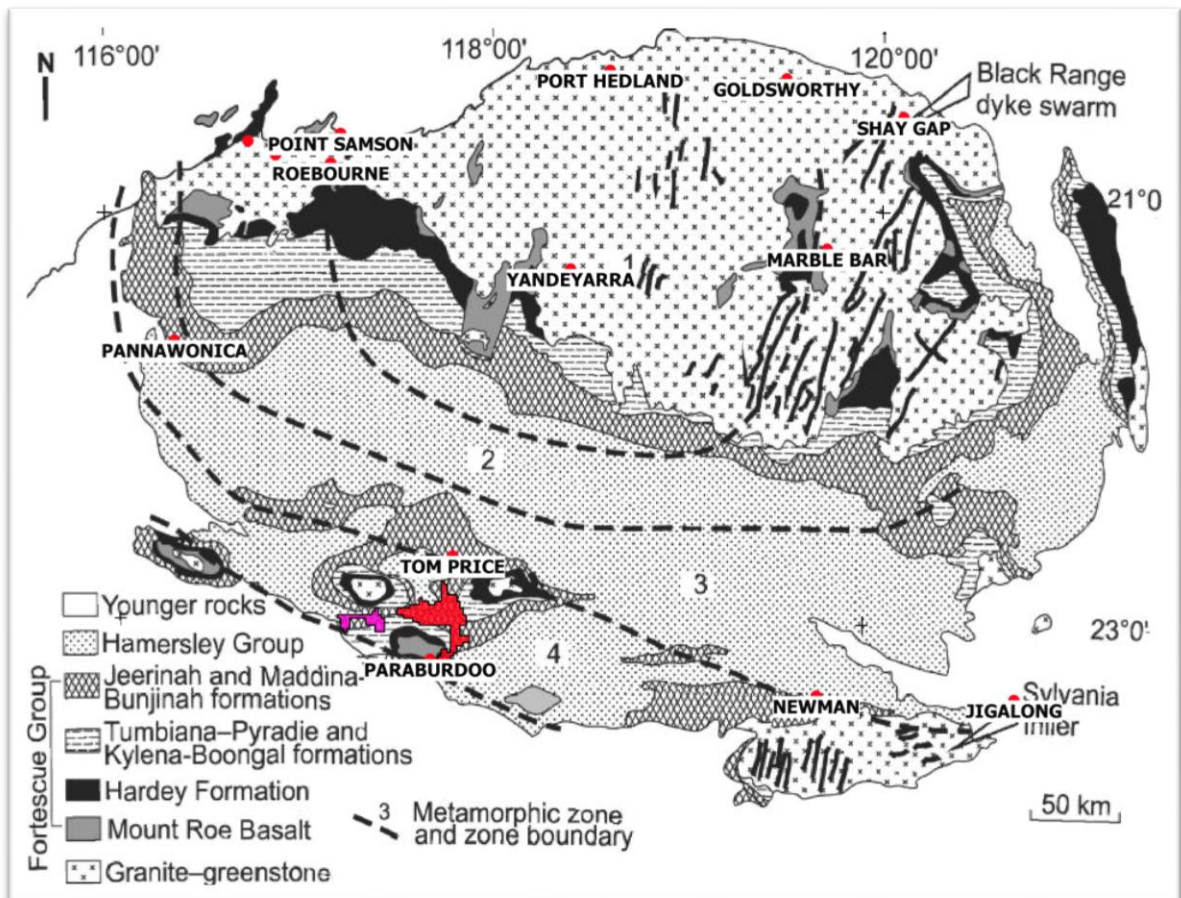 116°00'
118°00'
120°00'
N
PORT HEDLAND
GOLDSWORTHY
Black Range
dyke swarm
SHAY GAP
POINT SAMSON
ROEBOURNE
21°0
MARBLE BAR
YANDEYARRA
1
PANNAWONICA
2
TOM PRICE
3
23°0'
4
PARABURDOO
NEWMAN
JIGALONG
Sylvania
Inlier
Younger rocks
Hamersley Group
Jeerinah and Maddina-
Bunjinah formations
Tumbiana–Pyradie and
Kylena-Boongal formations
Hardey Formation
Mount Roe Basalt
Granite–greenstone
Fortescue Group
3 Metamorphic zone
and zone boundary
50 km